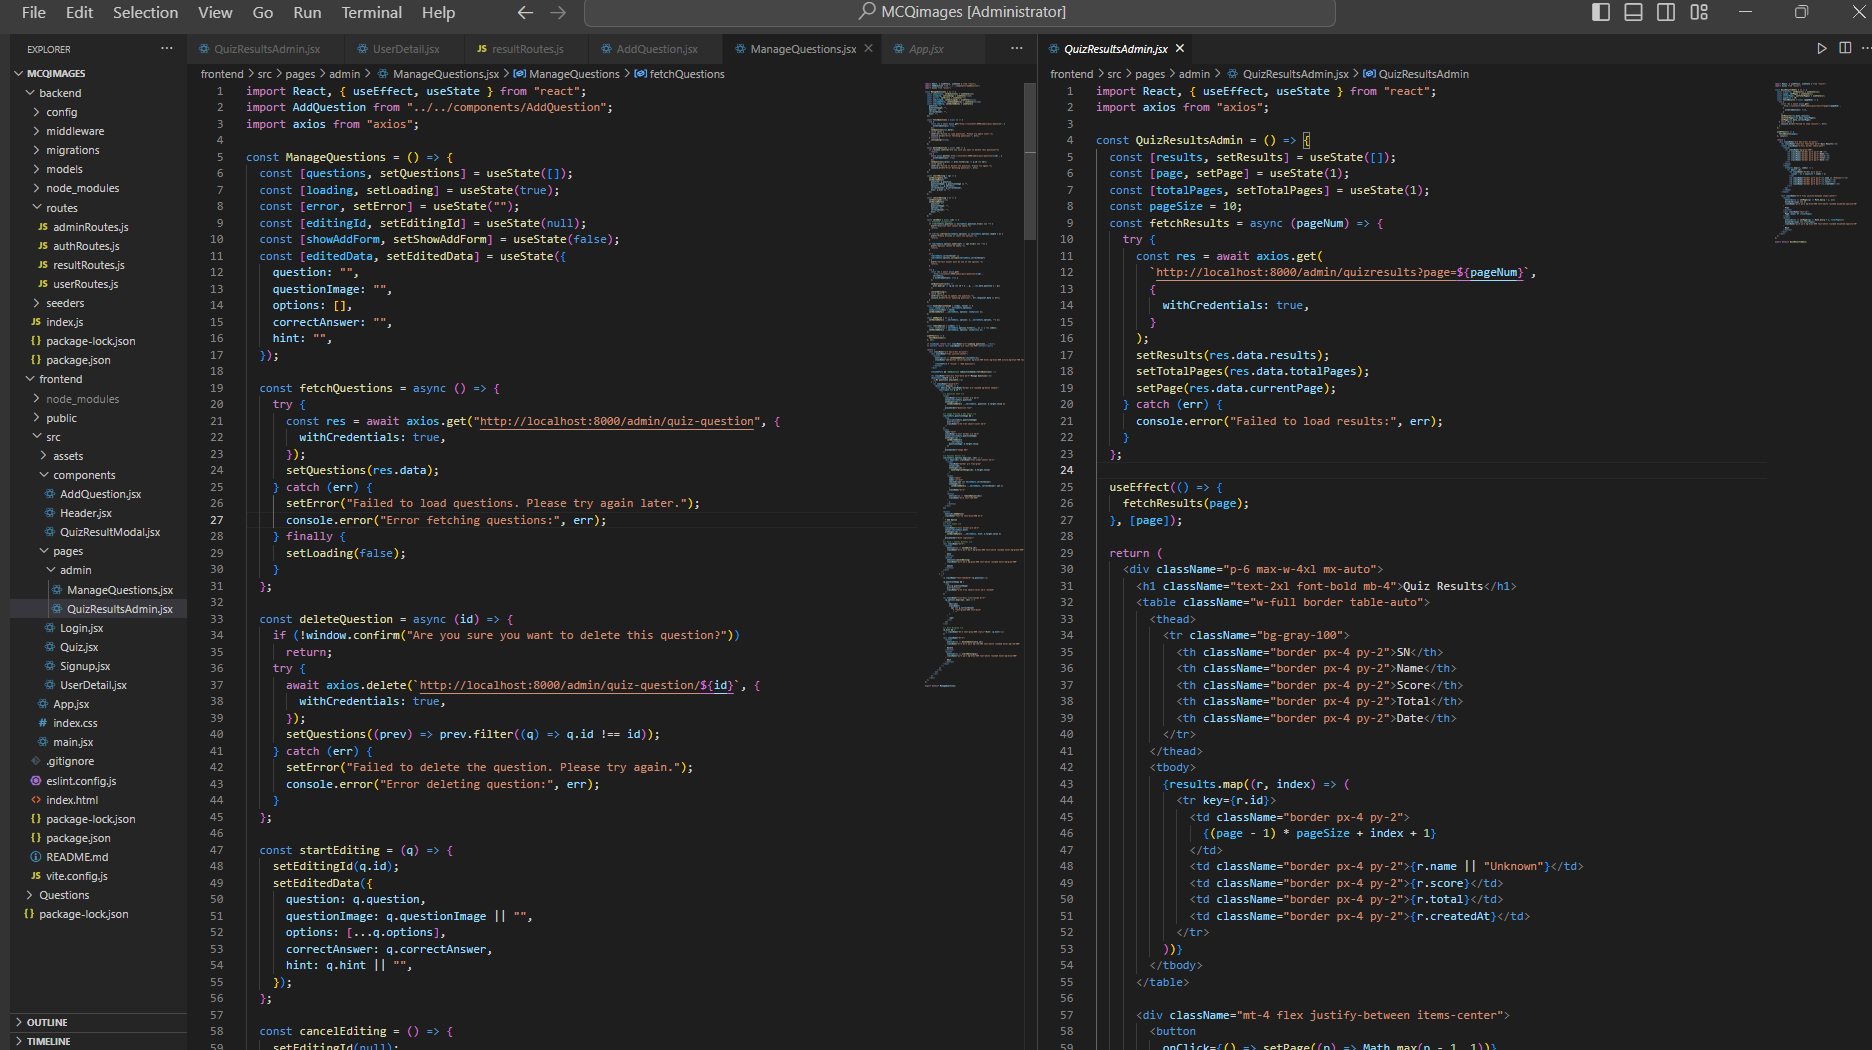 File Edit Selection View Go Run Terminal Help
MCQimages [Administrator]
EXPLORER
MCQIMAGES
backend
config
middleware
migrations
models
node_modules
routes
JS adminRoutes.js
JS authRoutes.js
JS resultRoutes.js
JS userRoutes.js
seeders
JS index.js
{} package-lock.json
{} package.json
frontend
node_modules
public
src
assets
components
AddQuestion.jsx
Header.jsx
QuizResultModal.jsx
pages
admin
ManageQuestions.jsx
QuizResultsAdmin.jsx
Login.jsx
Quiz.jsx
Signup.jsx
UserDetail.jsx
App.jsx
# index.css
main.jsx
.gitignore
eslint.config.js
<> index.html
{} package-lock.json
{} package.json
README.md
JS vite.config.js
Questions
{} package-lock.json
OUTLINE
TIMELINE
QuizResultsAdmin.jsx UserDetail.jsx JS resultRoutes.js AddQuestion.jsx ManageQuestions.jsx App.jsx
frontend > src > pages > admin > ManageQuestions.jsx > ManageQuestions > fetchQuestions
1 import React, { useEffect, useState } from "react";
2 import AddQuestion from "../../components/AddQuestion";
3 import axios from "axios";
4
5 const ManageQuestions = () => {
6 const [questions, setQuestions] = useState([]);
7 const [loading, setLoading] = useState(true);
8 const [error, setError] = useState("");
9 const [editingId, setEditingId] = useState(null);
10 const [showAddForm, setShowAddForm] = useState(false);
11 const [editedData, setEditedData] = useState({
12 question: "",
13 questionImage: "",
14 options: [],
15 correctAnswer: "",
16 hint: "",
17 });
18
19 const fetchQuestions = async () => {
20 try {
21 const res = await axios.get("http://localhost:8000/admin/quiz-question", {
22 withCredentials: true,
23 });
24 setQuestions(res.data);
25 } catch (err) {
26 setError("Failed to load questions. Please try again later.");
27 console.error("Error fetching questions:", err);
28 } finally {
29 setLoading(false);
30 }
31 };
32
33 const deleteQuestion = async (id) => {
34 if (!window.confirm("Are you sure you want to delete this question?"))
35 return;
36 try {
37 await axios.delete(`http://localhost:8000/admin/quiz-question/${id}`, {
38 withCredentials: true,
39 });
40 setQuestions((prev) => prev.filter((q) => q.id !== id));
41 } catch (err) {
42 setError("Failed to delete the question. Please try again.");
43 console.error("Error deleting question:", err);
44 }
45 };
46
47 const startEditing = (q) => {
48 setEditingId(q.id);
49 setEditedData({
50 question: q.question,
51 questionImage: q.questionImage || "",
52 options: [...q.options],
53 correctAnswer: q.correctAnswer,
54 hint: q.hint || "",
55 });
56 };
57
58 const cancelEditing = () => {
59 setEditingId(null);
QuizResultsAdmin.jsx
frontend > src > pages > admin > QuizResultsAdmin.jsx > QuizResultsAdmin
1 import React, { useEffect, useState } from "react";
2 import axios from "axios";
3
4 const QuizResultsAdmin = () => {
5 const [results, setResults] = useState([]);
6 const [page, setPage] = useState(1);
7 const [totalPages, setTotalPages] = useState(1);
8 const pageSize = 10;
9 const fetchResults = async (pageNum) => {
10 try {
11 const res = await axios.get(
12 `http://localhost:8000/admin/quizresults?page=${pageNum}`,
13 {
14 withCredentials: true,
15 }
16 );
17 setResults(res.data.results);
18 setTotalPages(res.data.totalPages);
19 setPage(res.data.currentPage);
20 } catch (err) {
21 console.error("Failed to load results:", err);
22 }
23 };
24
25 useEffect(() => {
26 fetchResults(page);
27 }, [page]);
28
29 return (
30 <div className="p-6 max-w-4xl mx-auto">
31 <h1 className="text-2xl font-bold mb-4">Quiz Results</h1>
32 <table className="w-full border table-auto">
33 <thead>
34 <tr className="bg-gray-100">
35 <th className="border px-4 py-2">SN</th>
36 <th className="border px-4 py-2">Name</th>
37 <th className="border px-4 py-2">Score</th>
38 <th className="border px-4 py-2">Total</th>
39 <th className="border px-4 py-2">Date</th>
40 </tr>
41 </thead>
42 <tbody>
43 {results.map((r, index) => (
44 <tr key={r.id}>
45 <td className="border px-4 py-2">
46 {(page - 1) * pageSize + index + 1}
47 </td>
48 <td className="border px-4 py-2">{r.name || "Unknown"}</td>
49 <td className="border px-4 py-2">{r.score}</td>
50 <td className="border px-4 py-2">{r.total}</td>
51 <td className="border px-4 py-2">{r.createdAt}</td>
52 </tr>
53 ))}
54 </tbody>
55 </table>
56
57 <div className="mt-4 flex justify-between items-center">
58 <button
59 onClick={() => setPage((p) => Math.max(p - 1, 1))}